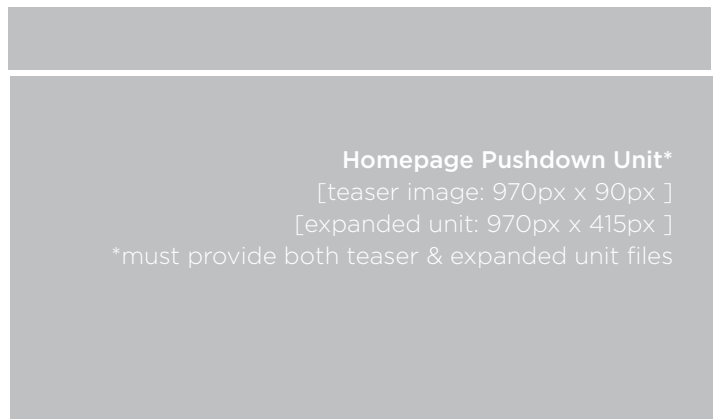 Homepage Pushdown Unit*
[teaser image: 970px x 90px ]
[expanded unit: 970px x 415px ]
*must provide both teaser & expanded unit files